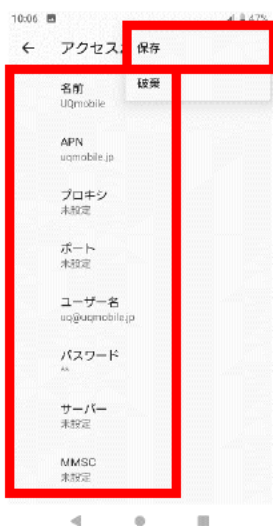 10:06
47%
← アクセス
保存
破棄
名前
UQmobile
APN
uqmobile.jp
プロキシ
未設定
ポート
未設定
ユーザー名
uq@uqmobile.jp
パスワード
サーバー
未設定
MMSC
未設定